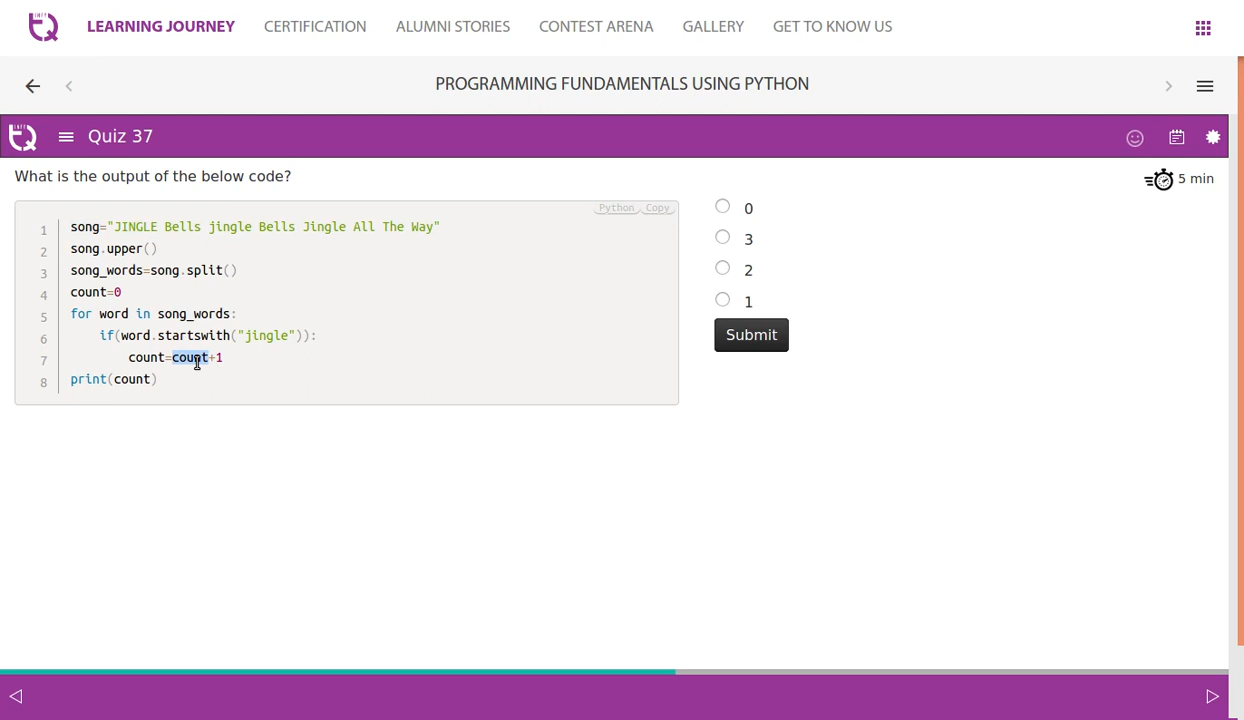 LEARNING JOURNEY CERTIFICATION ALUMNI STORIES CONTEST ARENA GALLERY GET TO KNOW US
PROGRAMMING FUNDAMENTALS USING PYTHON
Quiz 37
What is the output of the below code?
5 min
Python Copy
1 song="JINGLE Bells jingle Bells Jingle All The Way"
2 song.upper()
3 song_words=song.split()
4 count=0
5 for word in song_words:
6 if(word.startswith("jingle")):
7 count=count+1
8 print(count)
0
3
2
1
Submit